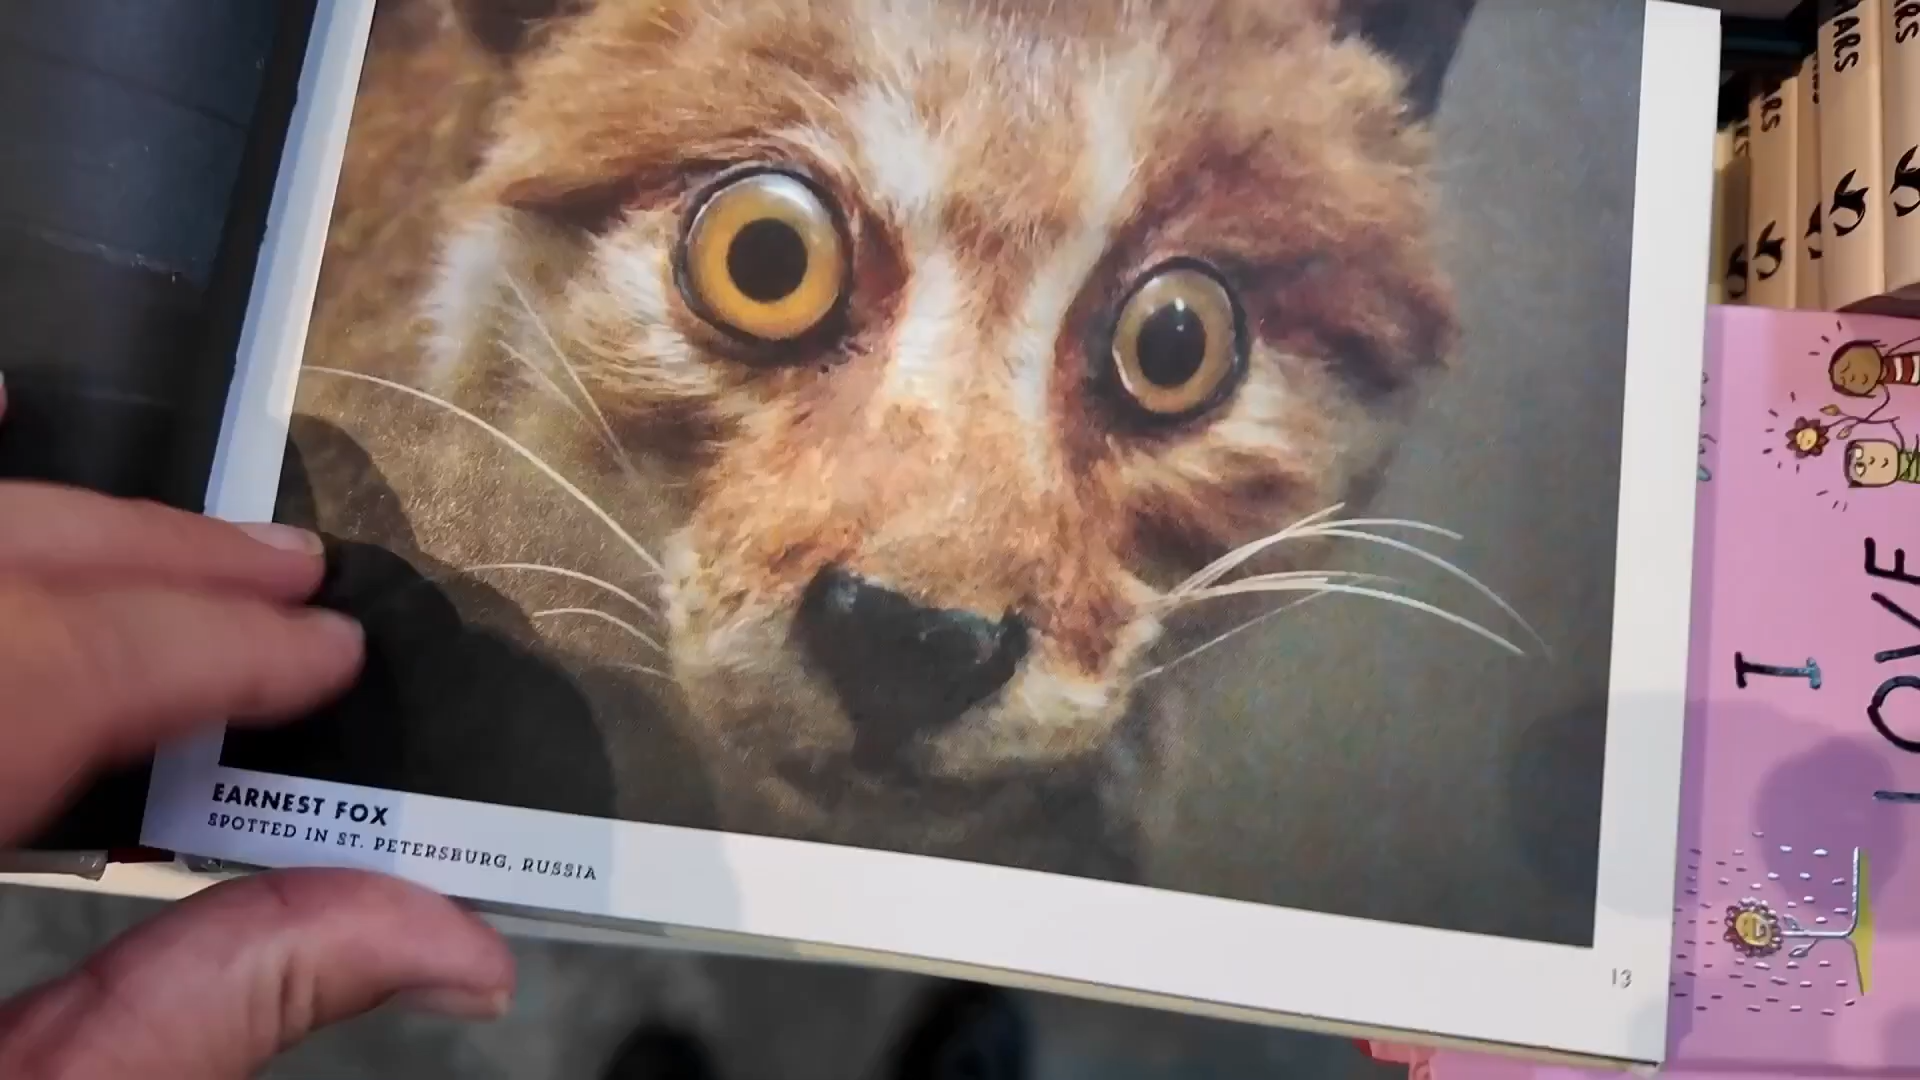 EARNEST FOX
SPOTTED IN ST. PETERSBURG, RUSSIA
13
I
LOVE